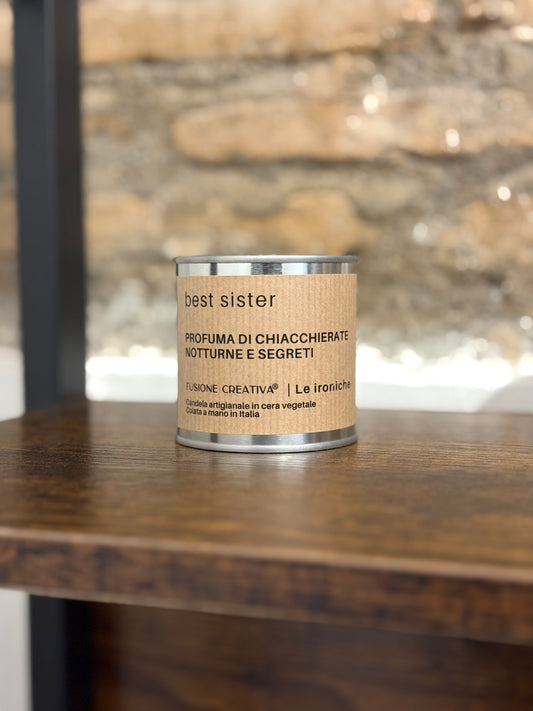 best sister
PROFUMA DI CHIACCHIERATE
NOTTURNE E SEGRETI
FUSIONE CREATIVA® | Le ironiche
Candela artigianale in cera vegetale
Colata a mano in Italia